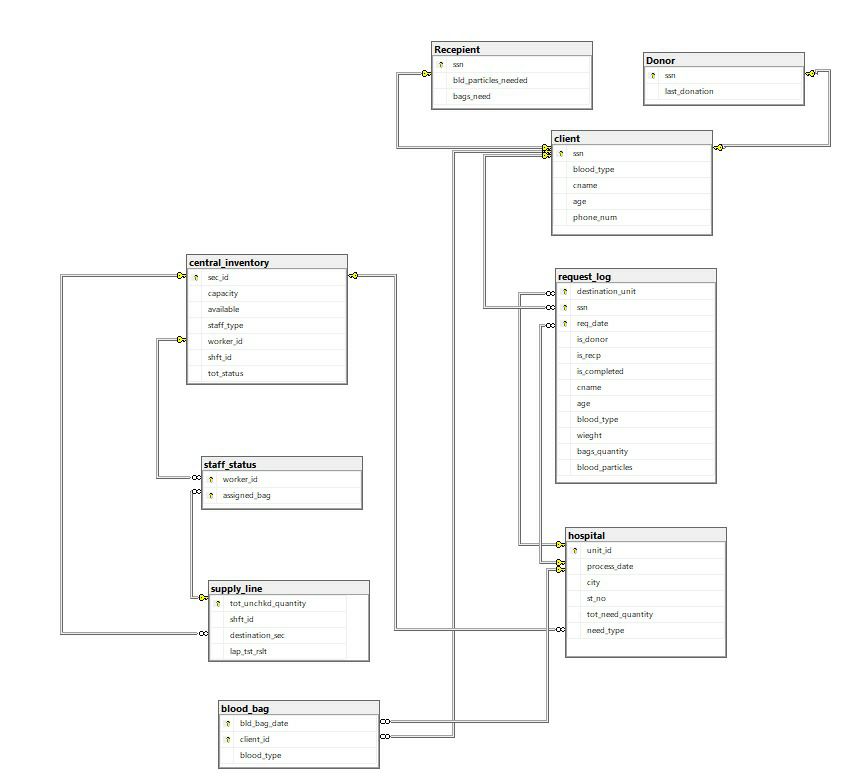 Recepient
ssn
bld_particles_needed
bags_need
Donor
ssn
last_donation
client
ssn
blood_type
cname
age
phone_num
central_inventory
sec_id
capacity
available
staff_type
worker_id
shft_id
tot_status
request_log
destination_unit
ssn
req_date
is_donor
is_recp
is_completed
cname
age
blood_type
wieght
bags_quantity
blood_particles
staff_status
worker_id
assigned_bag
hospital
unit_id
process_date
city
st_no
tot_need_quantity
need_type
supply_line
tot_unchkd_quantity
shft_id
destination_sec
lap_tst_rslt
blood_bag
bld_bag_date
client_id
blood_type